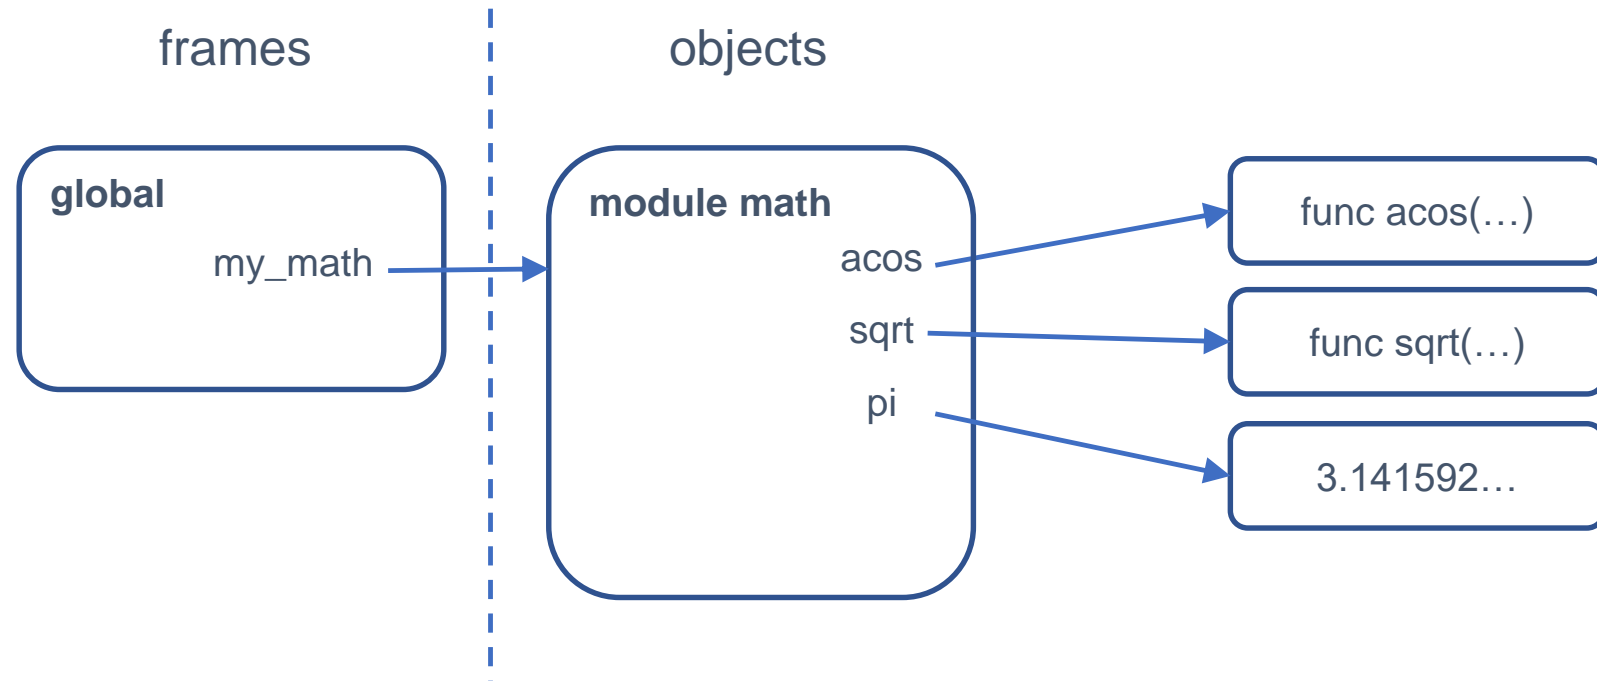 frames
objects
global
my_math
module math
acos
sqrt
pi
func acos(…)
func sqrt(…)
3.141592…